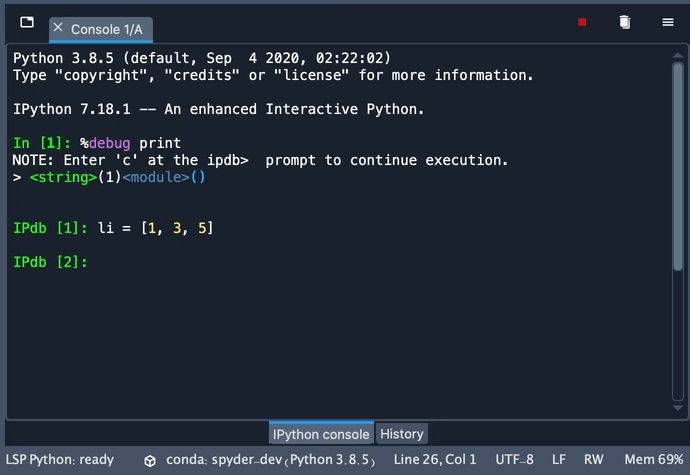 Console 1/A
Python 3.8.5 (default, Sep  4 2020, 02:22:02)
Type "copyright", "credits" or "license" for more information.
IPython 7.18.1 -- An enhanced Interactive Python.
In [1]: %debug print
NOTE: Enter 'c' at the ipdb>  prompt to continue execution.
> <string>(1)<module>()
IPdb [1]: li = [1, 3, 5]
IPdb [2]:
IPython console History
LSP Python: ready conda: spyder-dev (Python 3.8.5) Line 26, Col 1 UTF-8 LF RW Mem 69%